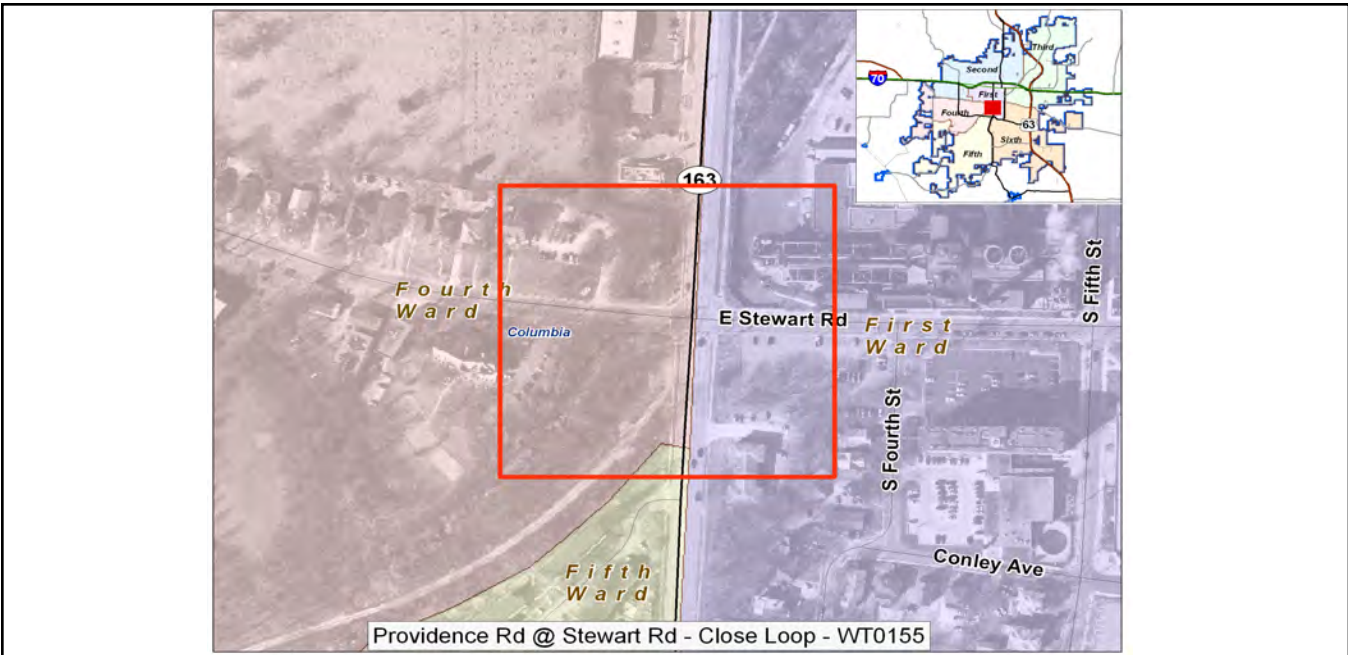 Third
Second
70
First
Fourth
63
Sixth
Fifth
163
S Fifth St
Fourth
Ward
Columbia
E Stewart Rd
First
Ward
S Fourth St
Conley Ave
Fifth
Ward
Providence Rd @ Stewart Rd - Close Loop - WT0155